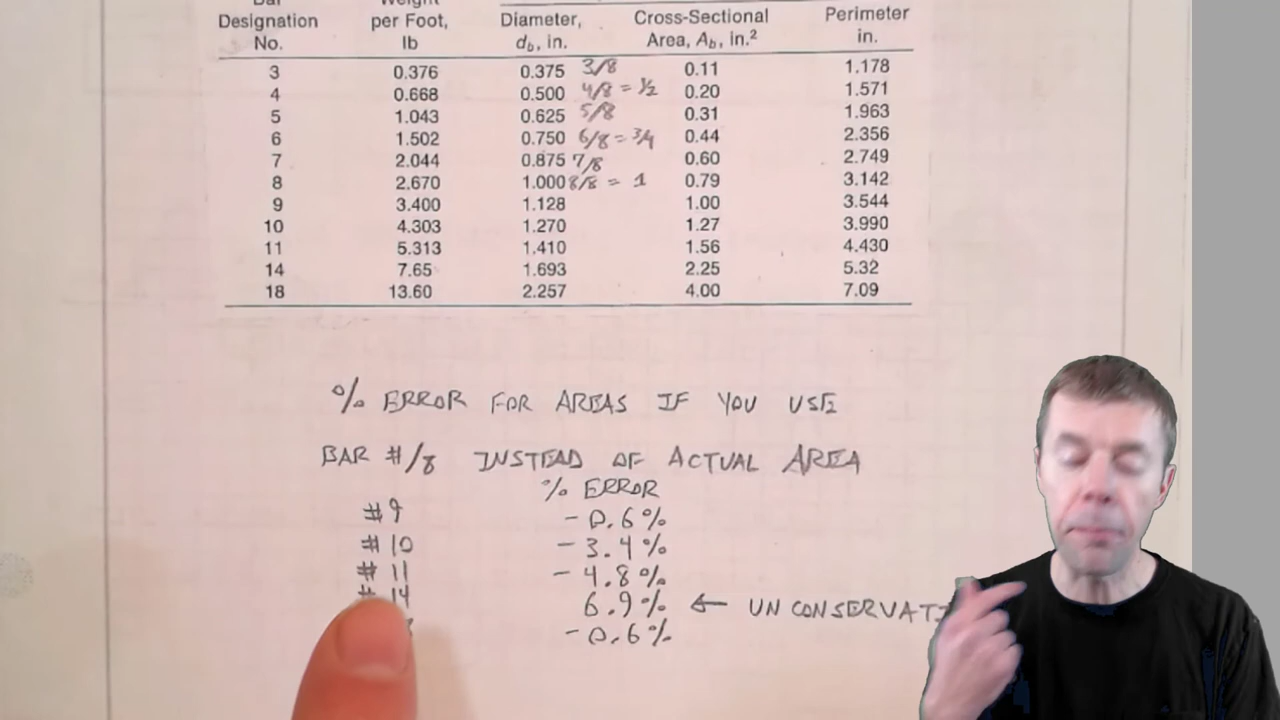 Designation per Foot, Diameter, Cross-Sectional Perimeter
No. lb d_b, in. Area, A_b, in.² in.
3 0.376 0.375 3/8 0.11 1.178
4 0.668 0.500 4/8 = ½ 0.20 1.571
5 1.043 0.625 5/8 0.31 1.963
6 1.502 0.750 6/8 = 3/4 0.44 2.356
7 2.044 0.875 7/8 0.60 2.749
8 2.670 1.000 8/8 = 1 0.79 3.142
9 3.400 1.128 1.00 3.544
10 4.303 1.270 1.27 3.990
11 5.313 1.410 1.56 4.430
14 7.65 1.693 2.25 5.32
18 13.60 2.257 4.00 7.09
% ERROR FOR AREAS IF YOU USE
BAR #/8 INSTEAD OF ACTUAL AREA
% ERROR
#9 -0.6%
#10 -3.4%
#11 -4.8%
#14 6.9% ← UNCONSERVATI
-0.6%